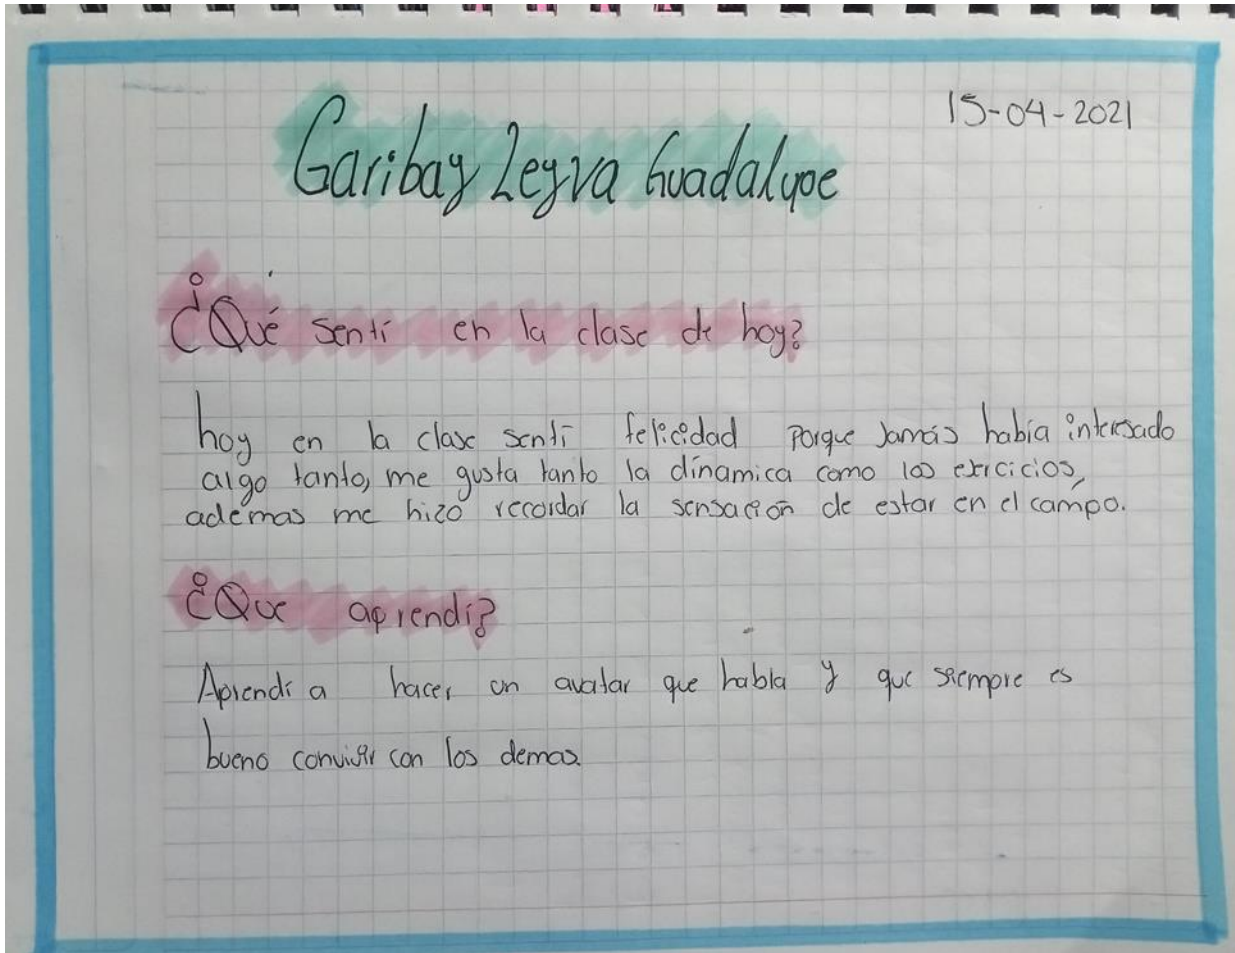 15-04-2021
Garibay Leyva Guadalupe
¿Qué sentí en la clase de hoy?
hoy en la clase sentí felicidad porque jamás había interesado
algo tanto, me gusta tanto la dínamica como los exricicios,
ademas me hizo recordar la sensación de estar en el campo.
¿Que aprendí?
Aprendí a hacer un avatar que habla y que siempre es
bueno convivir con los demas.